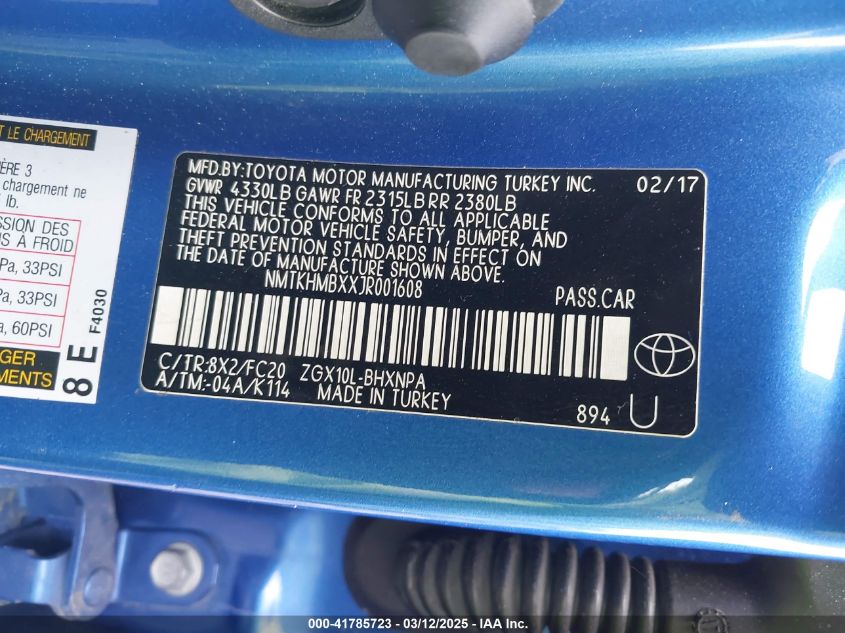 T LE CHARGEMENT
IÈRE 3
chargement ne
lb.
SSION DES
S À FROID
Pa, 33PSI
Pa, 33PSI
a, 60PSI
GER
EMENTS
8 E F4030
MFD.BY:TOYOTA MOTOR MANUFACTURING TURKEY INC. 02/17
GVWR 4330LB GAWR FR 2315LB RR 2380LB
THIS VEHICLE CONFORMS TO ALL APPLICABLE
FEDERAL MOTOR VEHICLE SAFETY, BUMPER, AND
THEFT PREVENTION STANDARDS IN EFFECT ON
THE DATE OF MANUFACTURE SHOWN ABOVE.
NMTKHMBXXJR001608 PASS.CAR
C/TR:8X2/FC20 ZGX10L-BHXNPA
A/TM:-04A/K114 MADE IN TURKEY 894 U
000-41785723 - 03/12/2025 - IAA Inc.